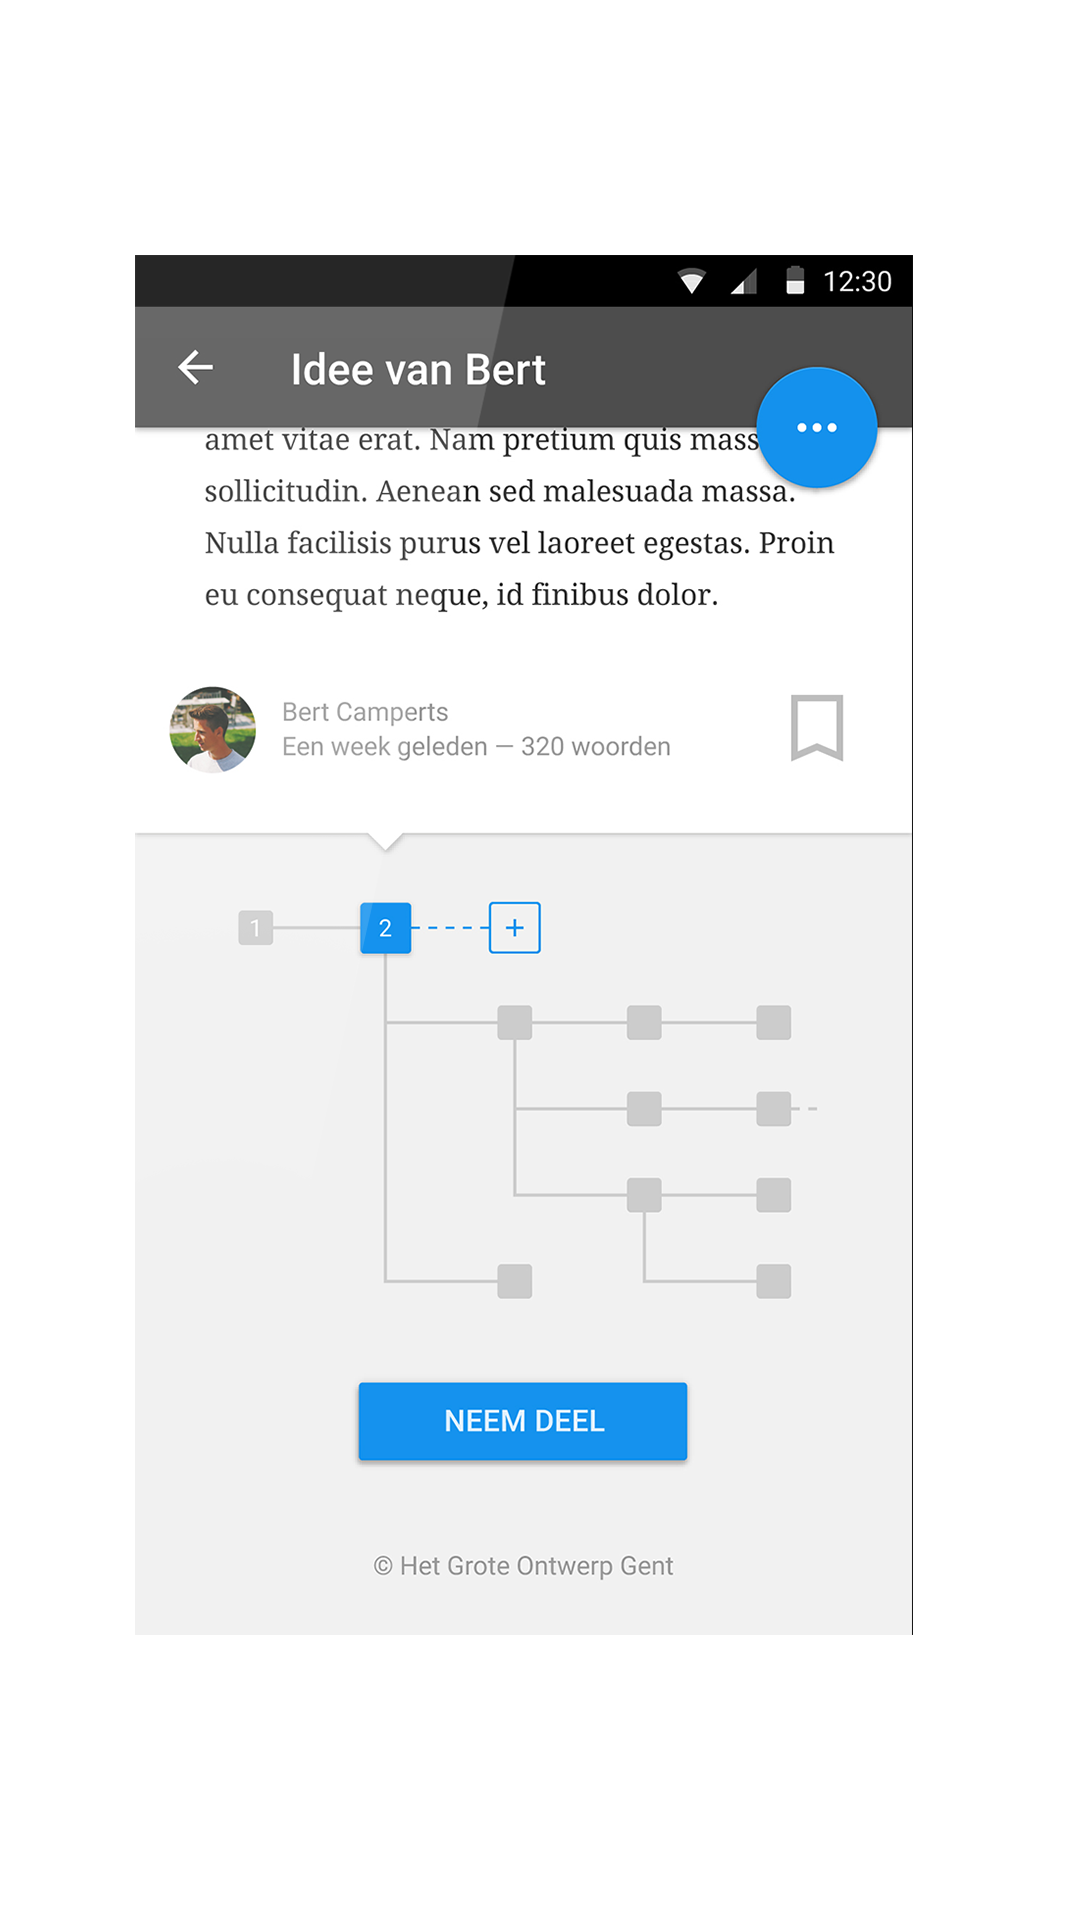 12:30
Idee van Bert
amet vitae erat. Nam pretium quis mass
sollicitudin. Aenean sed malesuada massa.
Nulla facilisis purus vel laoreet egestas. Proin
eu consequat neque, id finibus dolor.
Bert Camperts
Een week geleden — 320 woorden
1 2 +
NEEM DEEL
© Het Grote Ontwerp Gent